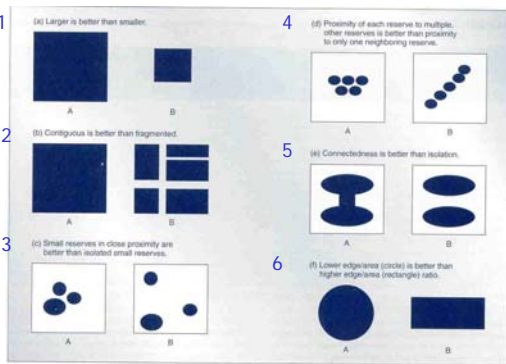 1
(a) Larger is better than smaller.
A
B
2
(b) Contiguous is better than fragmented.
A
B
3
(c) Small reserves in close proximity are
better than isolated small reserves.
A
B
4
(d) Proximity of each reserve to multiple,
other reserves is better than proximity
to only one neighboring reserve.
A
B
5
(e) Connectedness is better than isolation.
A
B
6
(f) Lower edge/area (circle) is better than
higher edge/area (rectangle) ratio.
A
B